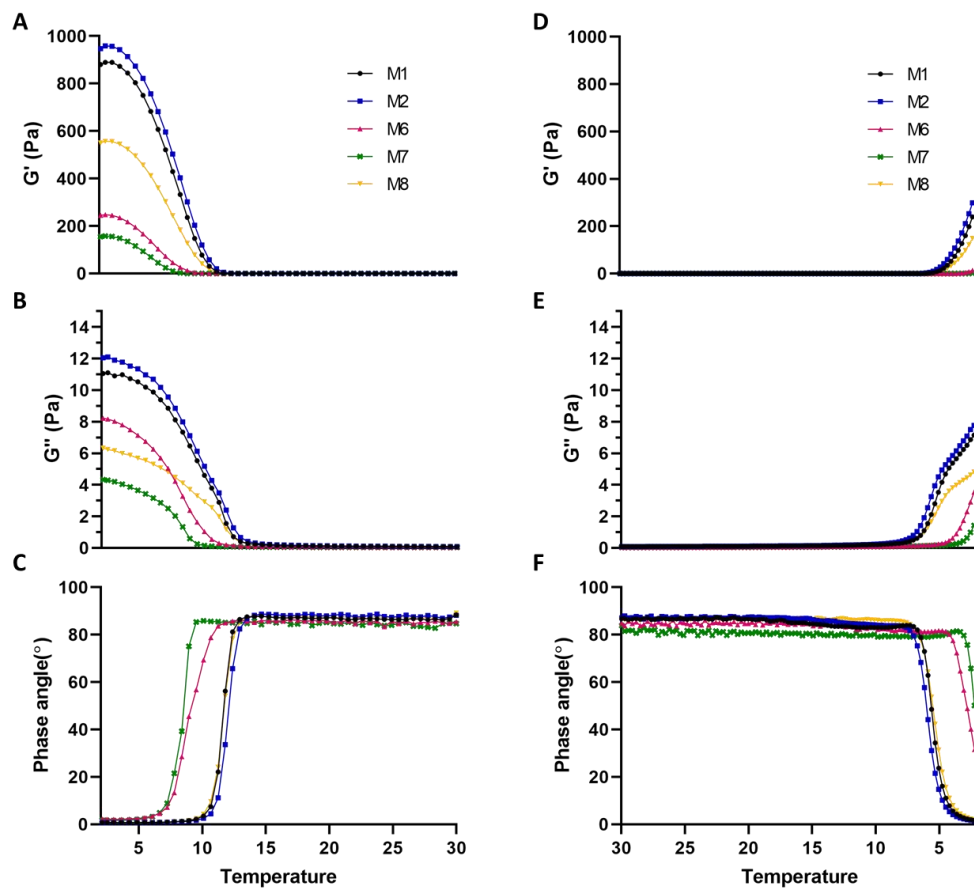 A
G' (Pa)
1000
800
600
400
200
0
M1
M2
M6
M7
M8
D
G' (Pa)
1000
800
600
400
200
0
M1
M2
M6
M7
M8
B
G'' (Pa)
14
12
10
8
6
4
2
0
E
G'' (Pa)
14
12
10
8
6
4
2
0
C
Phase angle(°)
100
80
60
40
20
0
5 10 15 20 25 30
Temperature
F
Phase angle(°)
100
80
60
40
20
0
30 25 20 15 10 5
Temperature